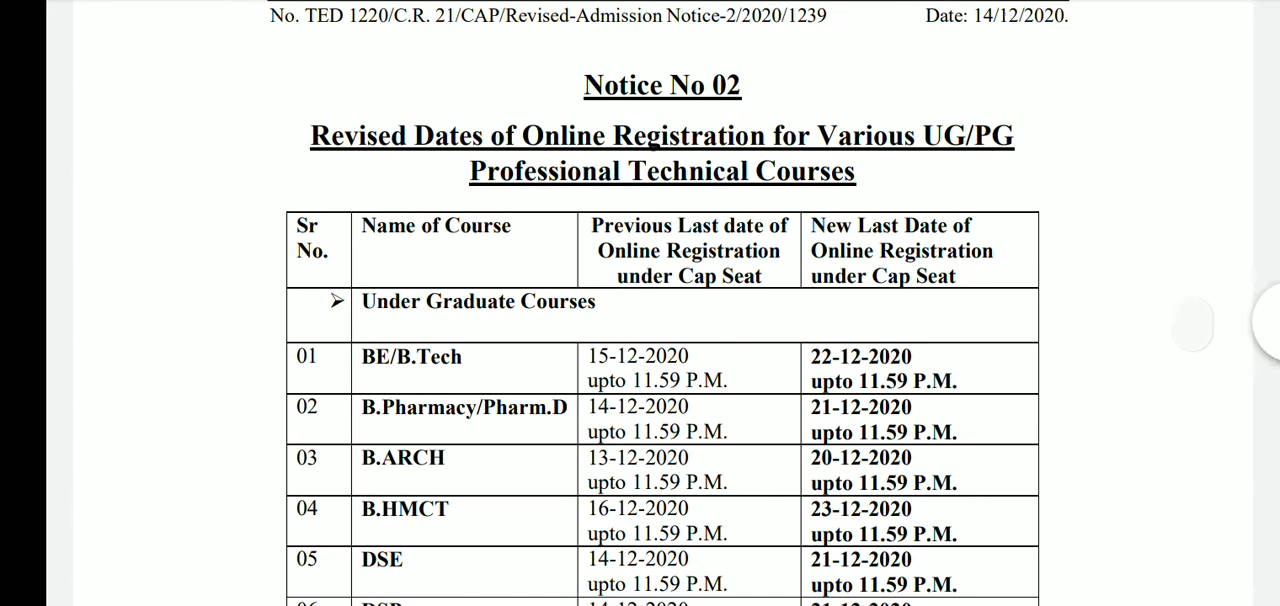 No. TED 1220/C.R. 21/CAP/Revised-Admission Notice-2/2020/1239 Date: 14/12/2020.
Notice No 02
Revised Dates of Online Registration for Various UG/PG
Professional Technical Courses
Sr Name of Course Previous Last date of New Last Date of
No. Online Registration Online Registration
under Cap Seat under Cap Seat
➢ Under Graduate Courses
01 BE/B.Tech 15-12-2020 22-12-2020
upto 11.59 P.M. upto 11.59 P.M.
02 B.Pharmacy/Pharm.D 14-12-2020 21-12-2020
upto 11.59 P.M. upto 11.59 P.M.
03 B.ARCH 13-12-2020 20-12-2020
upto 11.59 P.M. upto 11.59 P.M.
04 B.HMCT 16-12-2020 23-12-2020
upto 11.59 P.M. upto 11.59 P.M.
05 DSE 14-12-2020 21-12-2020
upto 11.59 P.M. upto 11.59 P.M.